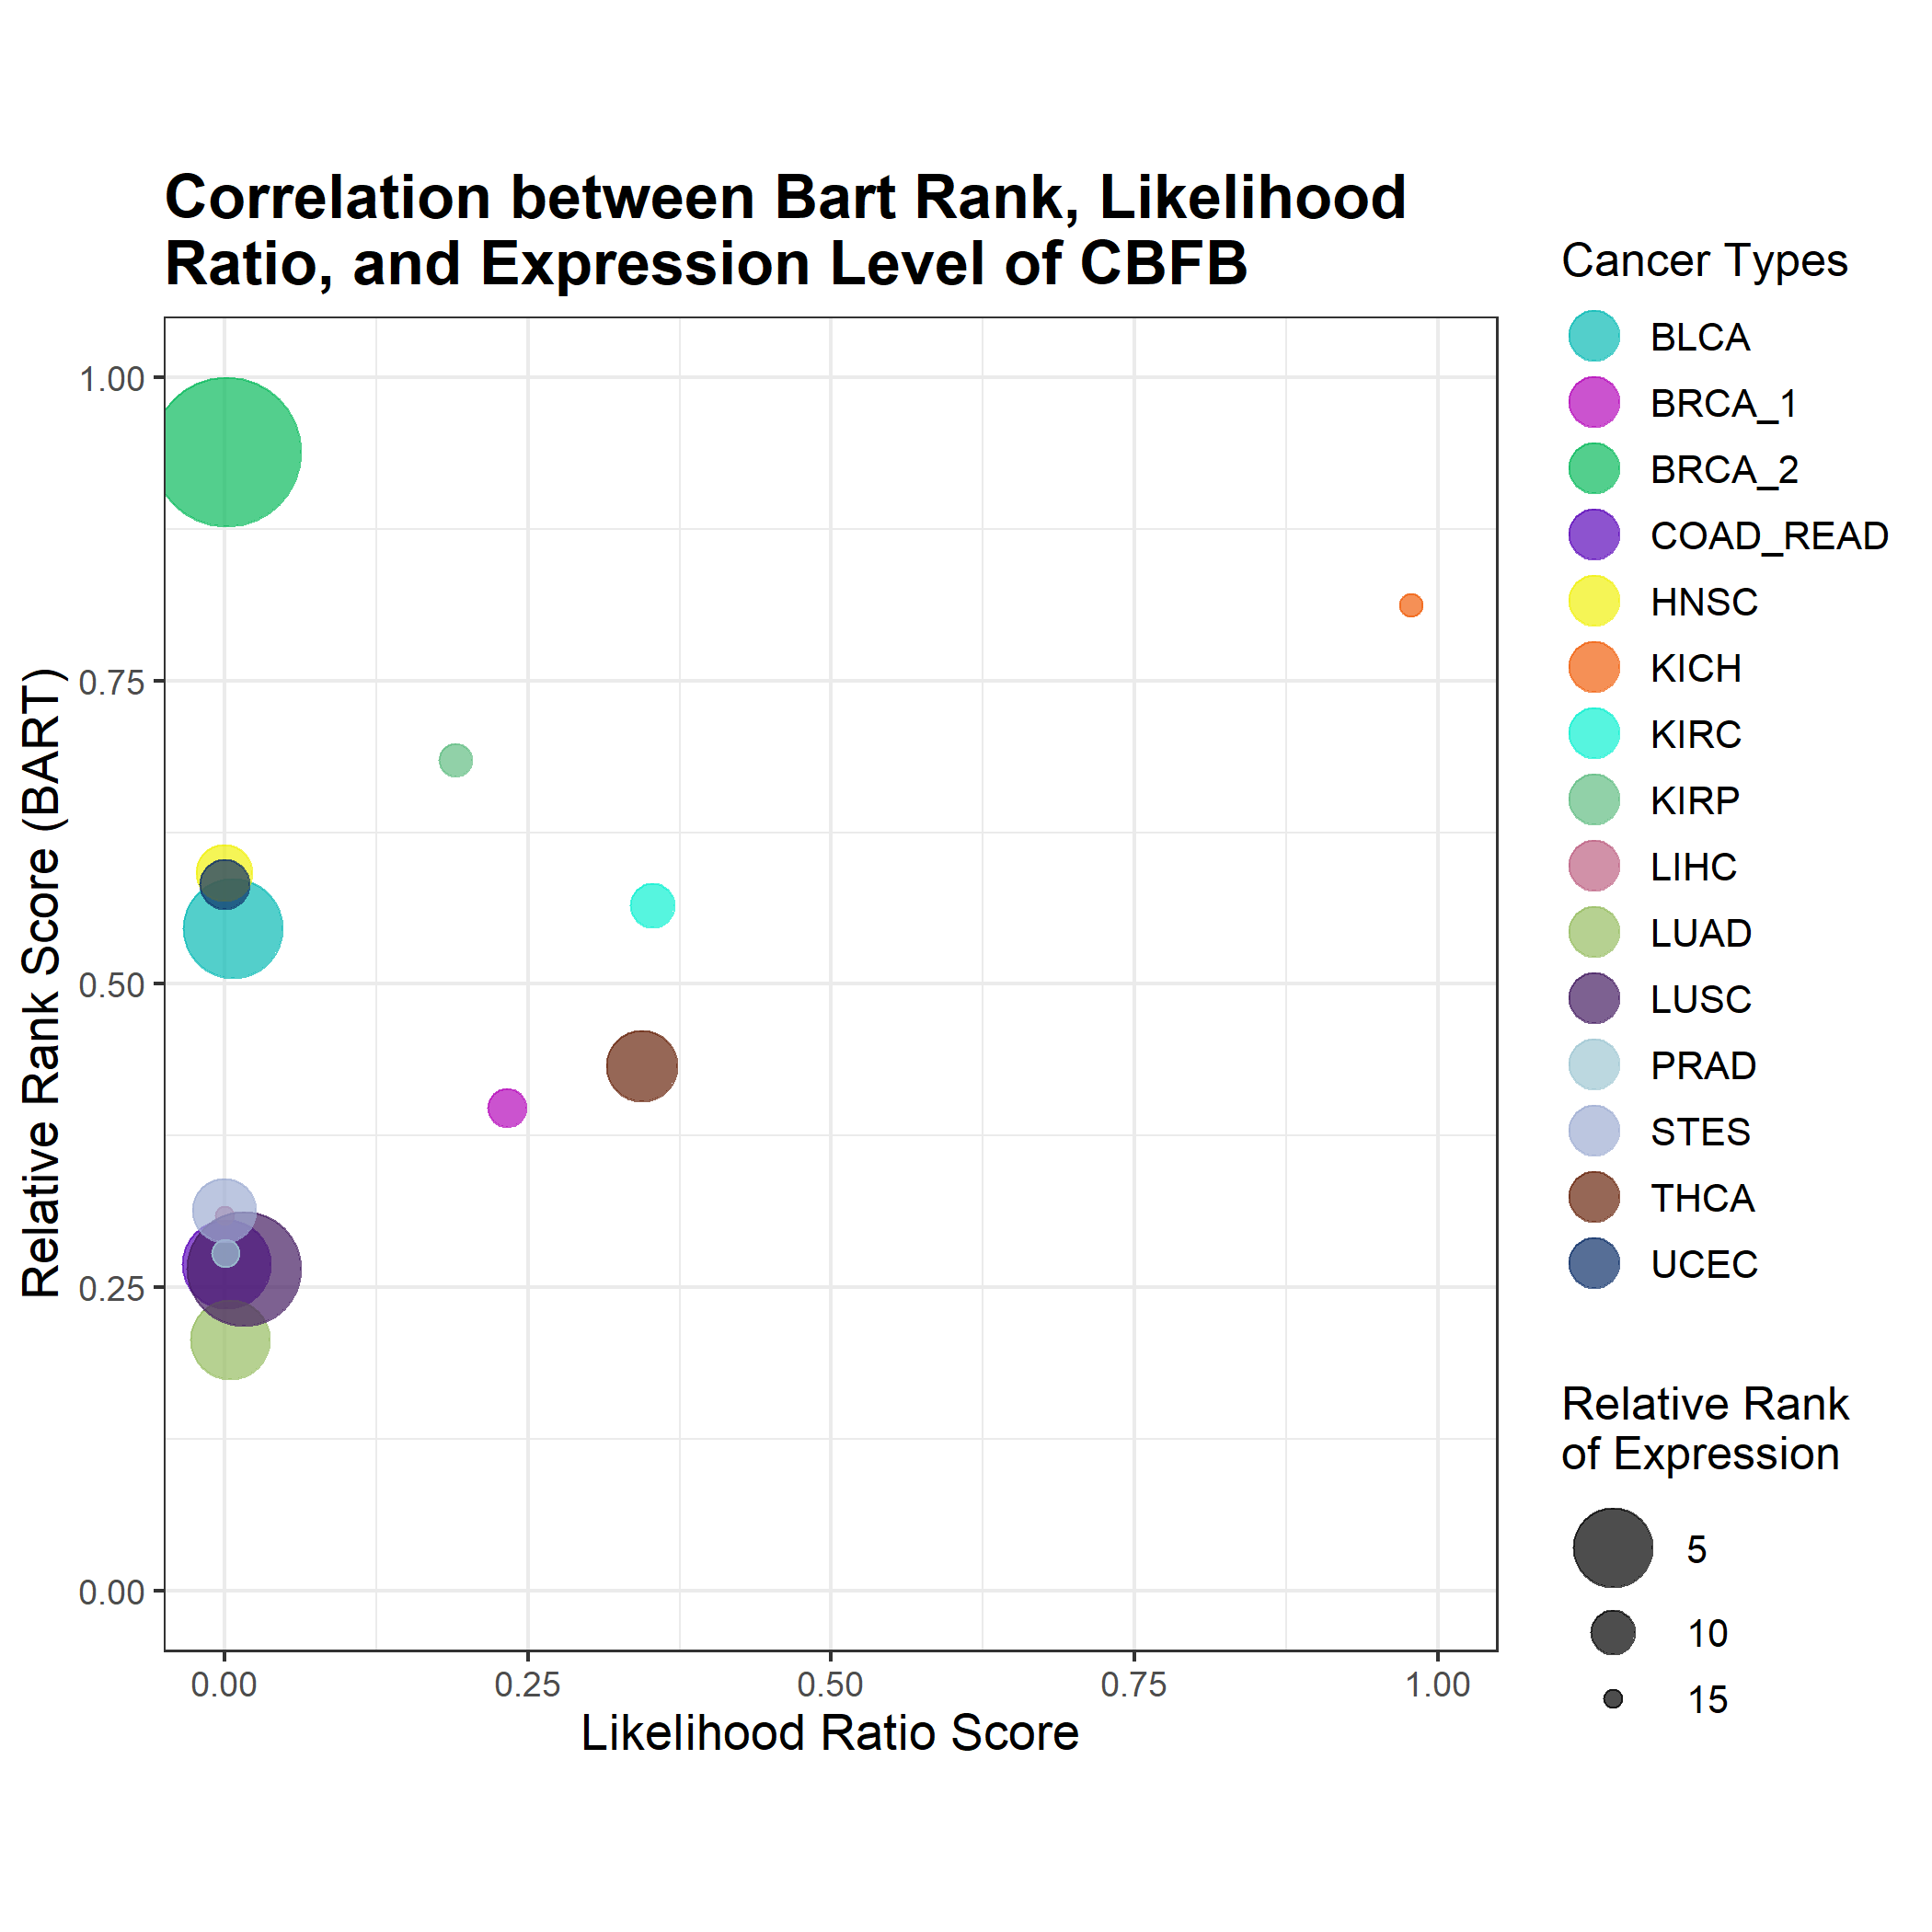 Correlation between Bart Rank, Likelihood
Ratio, and Expression Level of CBFB
Relative Rank Score (BART)
1.00
0.75
0.50
0.25
0.00
0.00 0.25 0.50 0.75 1.00
Likelihood Ratio Score
Cancer Types
BLCA
BRCA_1
BRCA_2
COAD_READ
HNSC
KICH
KIRC
KIRP
LIHC
LUAD
LUSC
PRAD
STES
THCA
UCEC
Relative Rank
of Expression
5
10
15